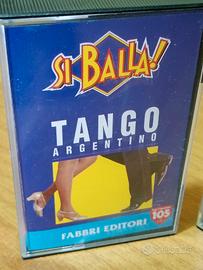 SI BALLA!
TANGO
ARGENTINO
105
FABBRI EDITORI